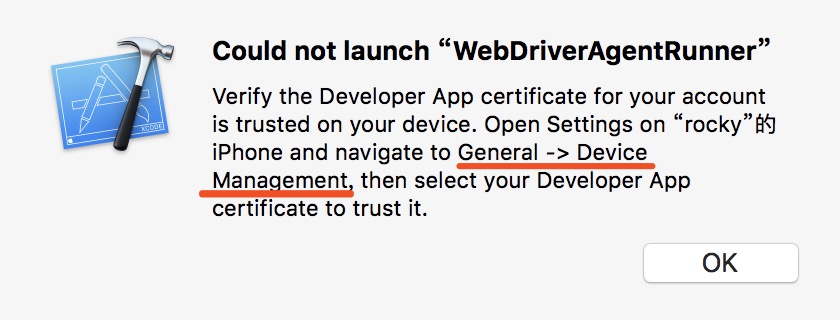 Could not launch “WebDriverAgentRunner”
Verify the Developer App certificate for your account
is trusted on your device. Open Settings on “rocky”的
iPhone and navigate to General -> Device
Management, then select your Developer App
certificate to trust it.
XCODE
OK